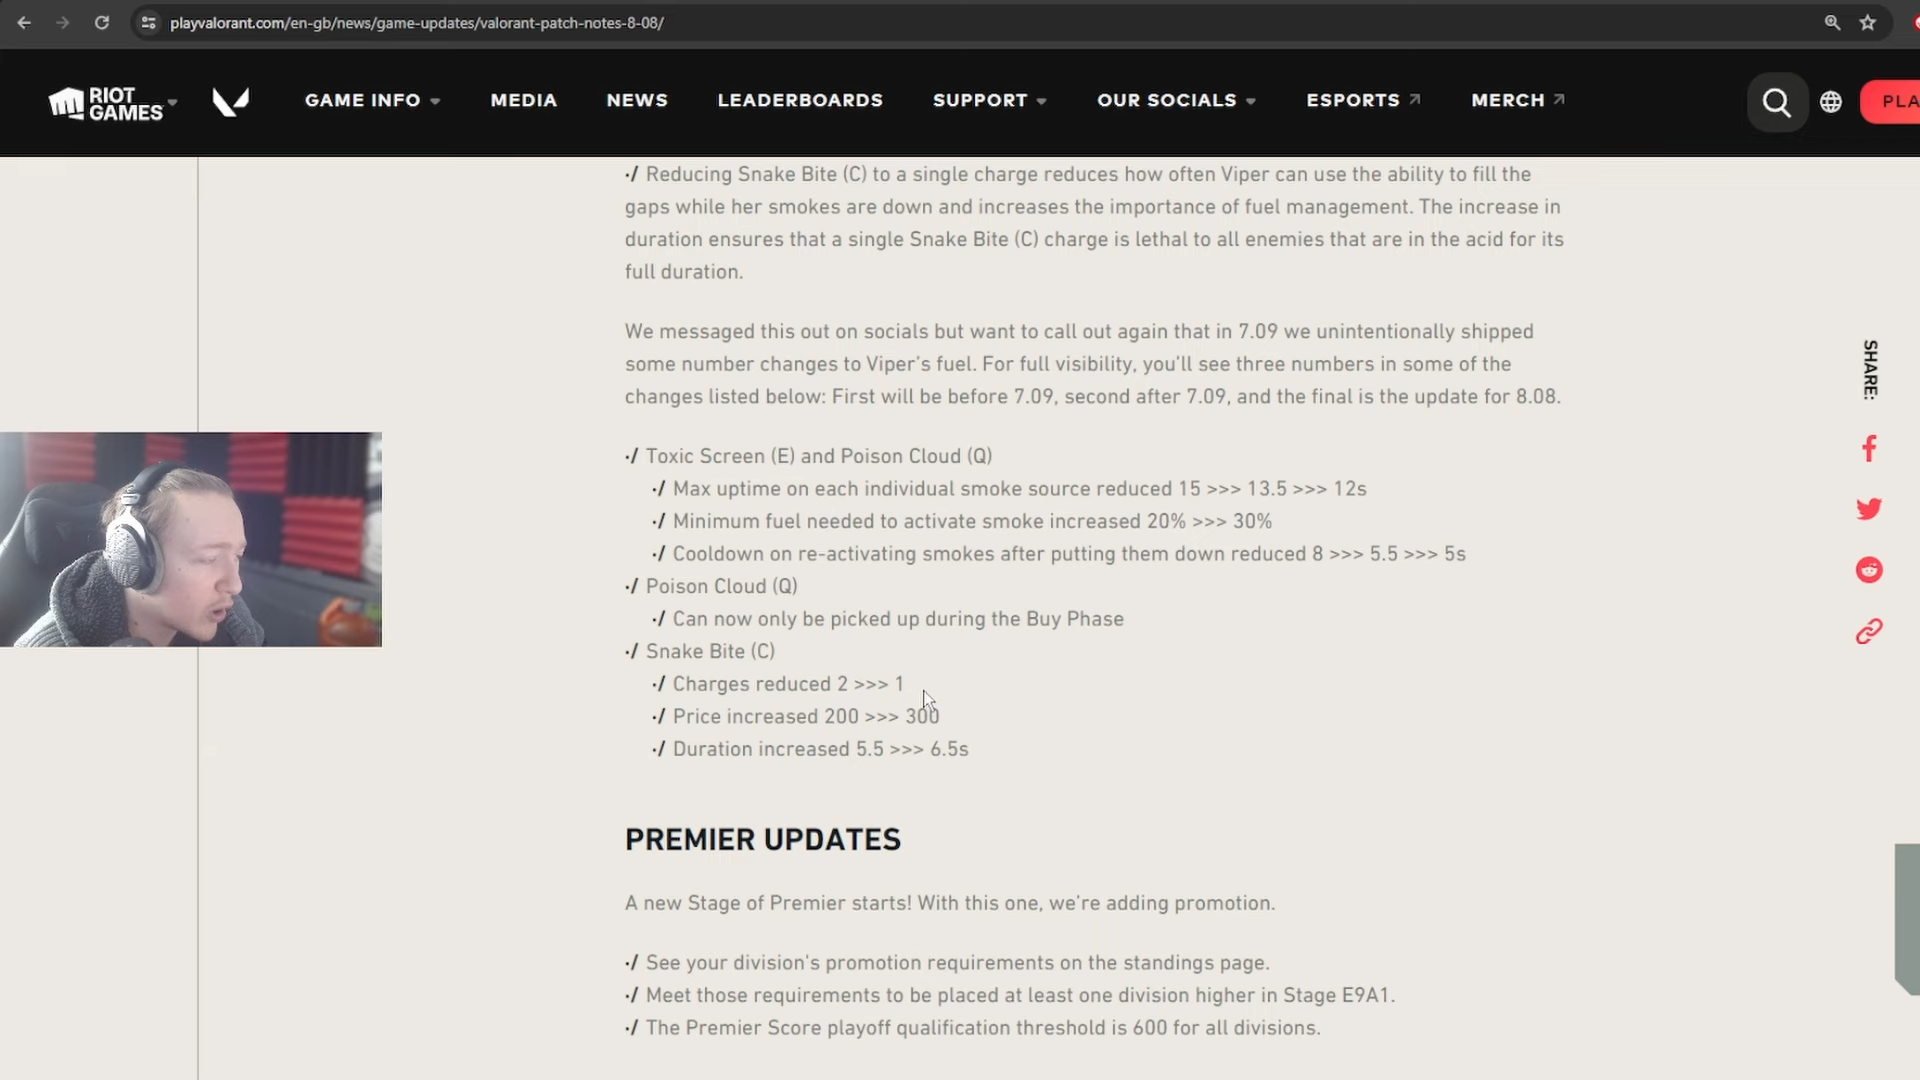 playvalorant.com/en-gb/news/game-updates/valorant-patch-notes-8-08/
RIOT GAMES
GAME INFO
MEDIA
NEWS
LEADERBOARDS
SUPPORT
OUR SOCIALS
ESPORTS
MERCH
PLA
·/ Reducing Snake Bite (C) to a single charge reduces how often Viper can use the ability to fill the
gaps while her smokes are down and increases the importance of fuel management. The increase in
duration ensures that a single Snake Bite (C) charge is lethal to all enemies that are in the acid for its
full duration.
We messaged this out on socials but want to call out again that in 7.09 we unintentionally shipped
some number changes to Viper's fuel. For full visibility, you'll see three numbers in some of the
changes listed below: First will be before 7.09, second after 7.09, and the final is the update for 8.08.
·/ Toxic Screen (E) and Poison Cloud (Q)
·/ Max uptime on each individual smoke source reduced 15 >>> 13.5 >>> 12s
·/ Minimum fuel needed to activate smoke increased 20% >>> 30%
·/ Cooldown on re-activating smokes after putting them down reduced 8 >>> 5.5 >>> 5s
·/ Poison Cloud (Q)
·/ Can now only be picked up during the Buy Phase
·/ Snake Bite (C)
·/ Charges reduced 2 >>> 1
·/ Price increased 200 >>> 300
·/ Duration increased 5.5 >>> 6.5s
PREMIER UPDATES
A new Stage of Premier starts! With this one, we're adding promotion.
·/ See your division's promotion requirements on the standings page.
·/ Meet those requirements to be placed at least one division higher in Stage E9A1.
·/ The Premier Score playoff qualification threshold is 600 for all divisions.
SHARE: